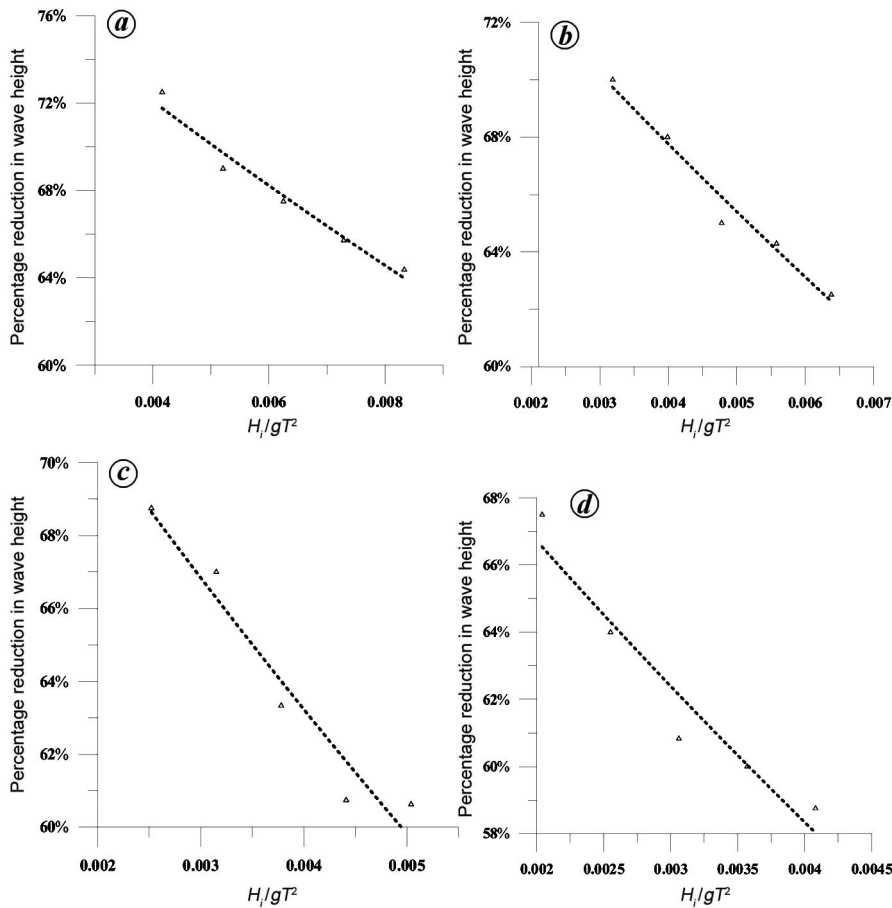 a
Percentage reduction in wave height
76%
72%
68%
64%
60%
0.004 0.006 0.008
Hᵢ/gT²
b
Percentage reduction in wave height
72%
68%
64%
60%
0.002 0.003 0.004 0.005 0.006 0.007
Hᵢ/gT²
c
Percentage reduction in wave height
70%
68%
66%
64%
62%
60%
0.002 0.003 0.004 0.005
Hᵢ/gT²
d
Percentage reduction in wave height
68%
66%
64%
62%
60%
58%
0.002 0.0025 0.003 0.0035 0.004 0.0045
Hᵢ/gT²